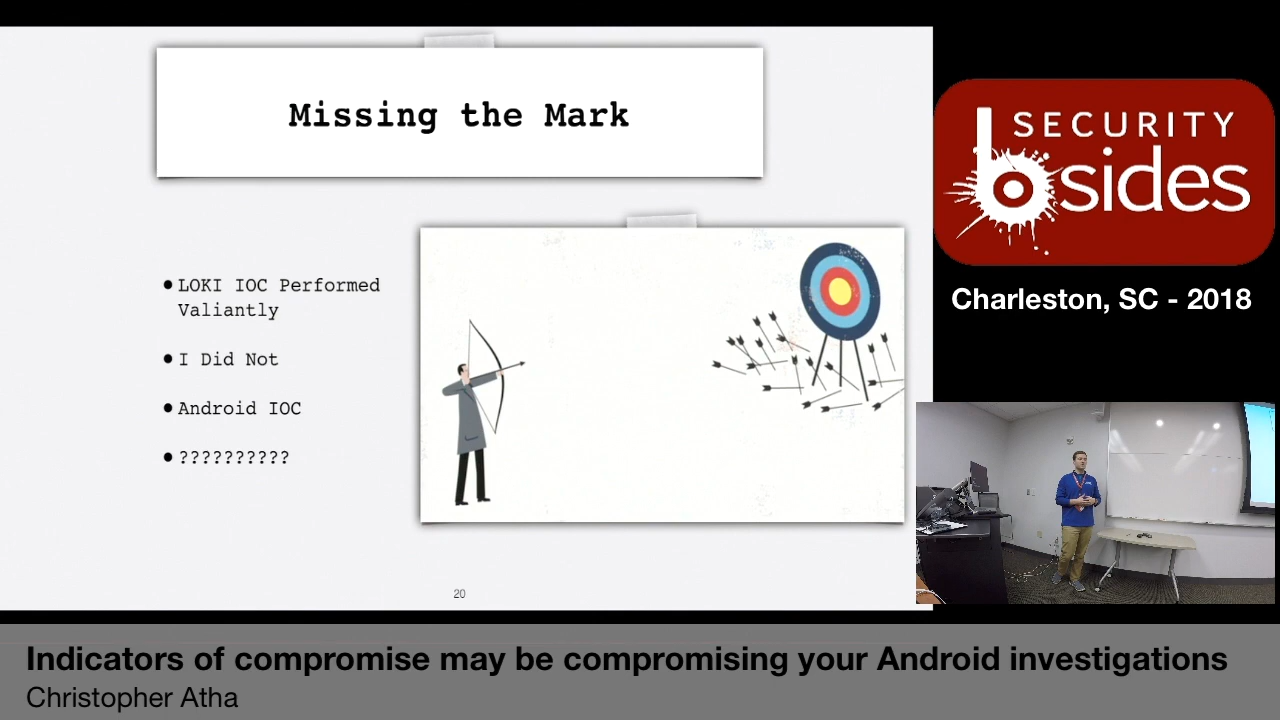 Missing the Mark
● LOKI IOC Performed
Valiantly
● I Did Not
● Android IOC
● ??????????
20
SECURITY
bsides
Charleston, SC - 2018
Indicators of compromise may be compromising your Android investigations
Christopher Atha